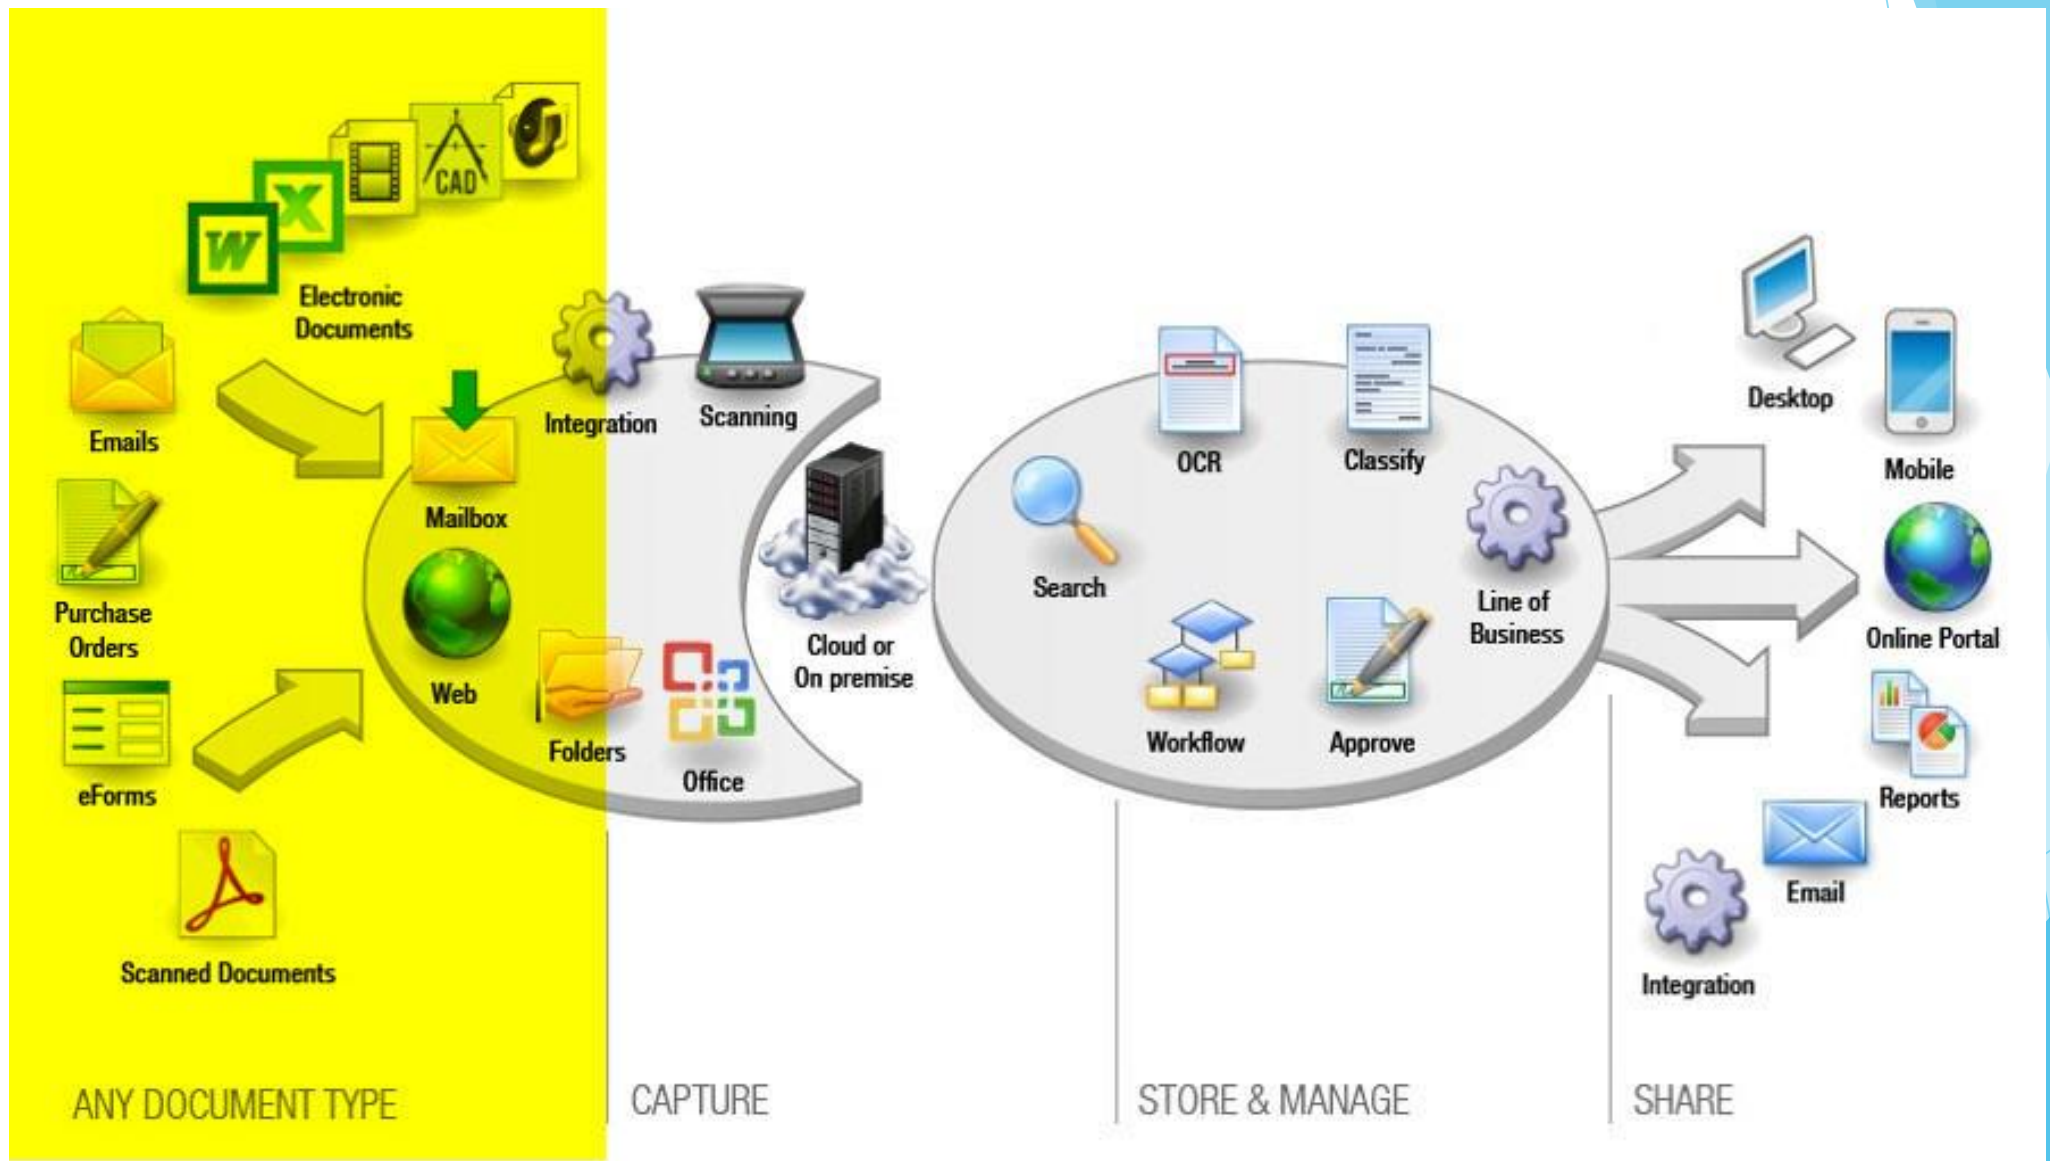 CAD
X
W
Electronic
Documents
Emails
Purchase
Orders
eForms
Scanned Documents
Integration
Scanning
Mailbox
Web
Folders
Office
Cloud or
On premise
OCR
Classify
Search
Line of
Business
Workflow
Approve
Desktop
Mobile
Online Portal
Reports
Email
Integration
ANY DOCUMENT TYPE
CAPTURE
STORE & MANAGE
SHARE